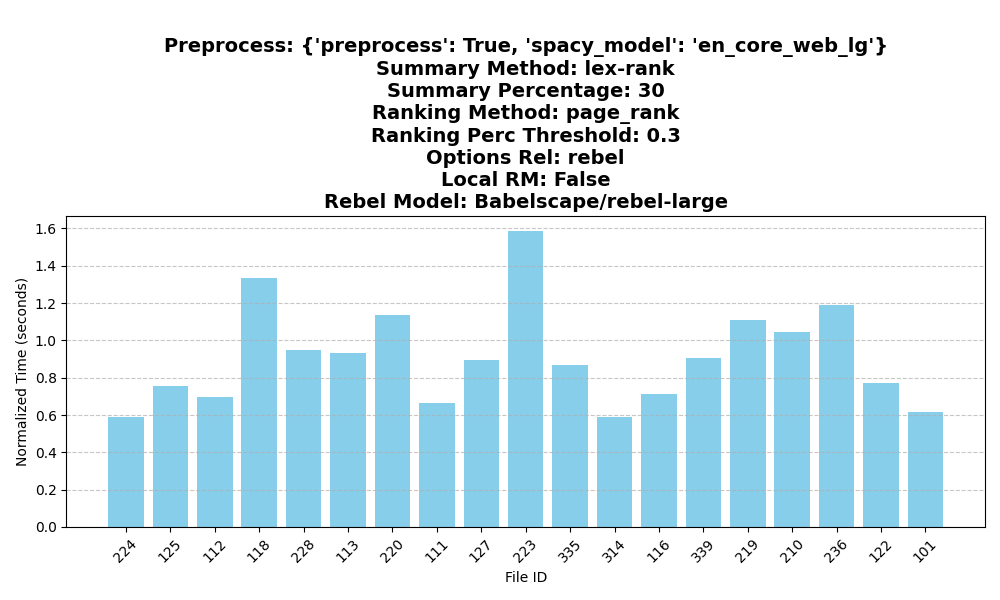 Preprocess: {'preprocess': True, 'spacy_model': 'en_core_web_lg'}
Summary Method: lex-rank
Summary Percentage: 30
Ranking Method: page_rank
Ranking Perc Threshold: 0.3
Options Rel: rebel
Local RM: False
Rebel Model: Babelscape/rebel-large
1.6
1.4
1.2
1.0
0.8
0.6
0.4
0.2
0.0
Normalized Time (seconds)
224 125 112 118 228 113 220 111 127 223 335 314 116 339 219 210 236 122 101
File ID